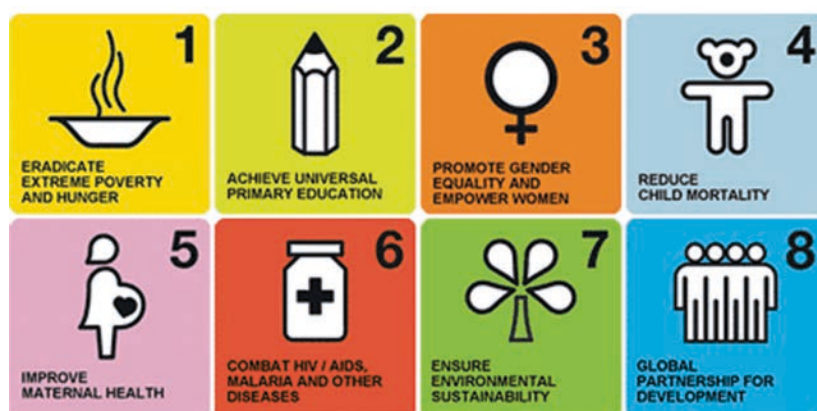 1
ERADICATE
EXTREME POVERTY
AND HUNGER
2
ACHIEVE UNIVERSAL
PRIMARY EDUCATION
3
PROMOTE GENDER
EQUALITY AND
EMPOWER WOMEN
4
REDUCE
CHILD MORTALITY
5
IMPROVE
MATERNAL HEALTH
6
COMBAT HIV / AIDS,
MALARIA AND OTHER
DISEASES
7
ENSURE
ENVIRONMENTAL
SUSTAINABILITY
8
GLOBAL
PARTNERSHIP FOR
DEVELOPMENT